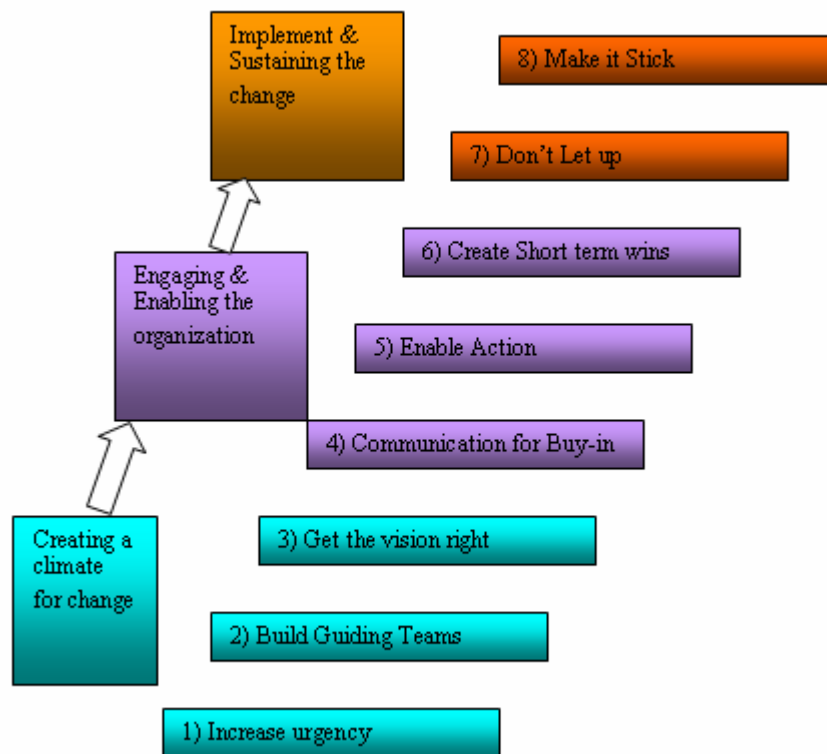 Implement &
Sustaining the
change
8) Make it Stick
7) Don't Let up
6) Create Short term wins
Engaging &
Enabling the
organization
5) Enable Action
4) Communication for Buy-in
Creating a
climate
for change
3) Get the vision right
2) Build Guiding Teams
1) Increase urgency